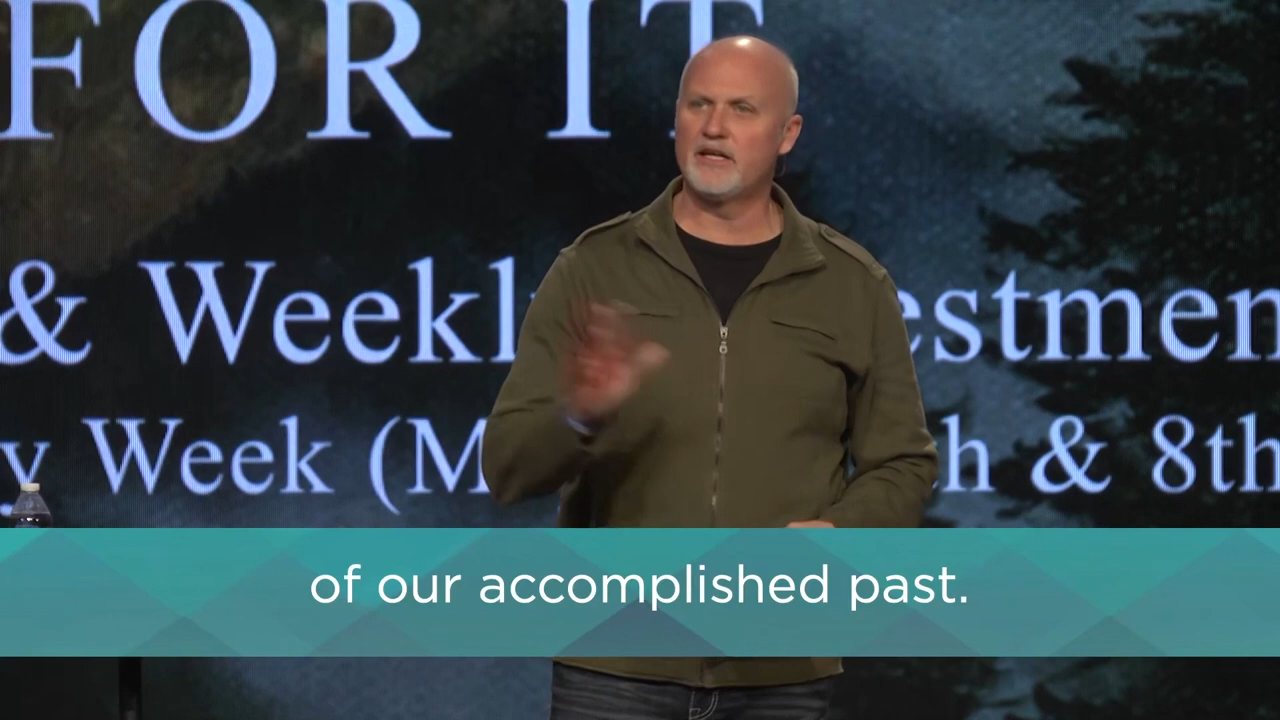 FOR IT
& Weekl estmen
y Week (M h & 8th
of our accomplished past.